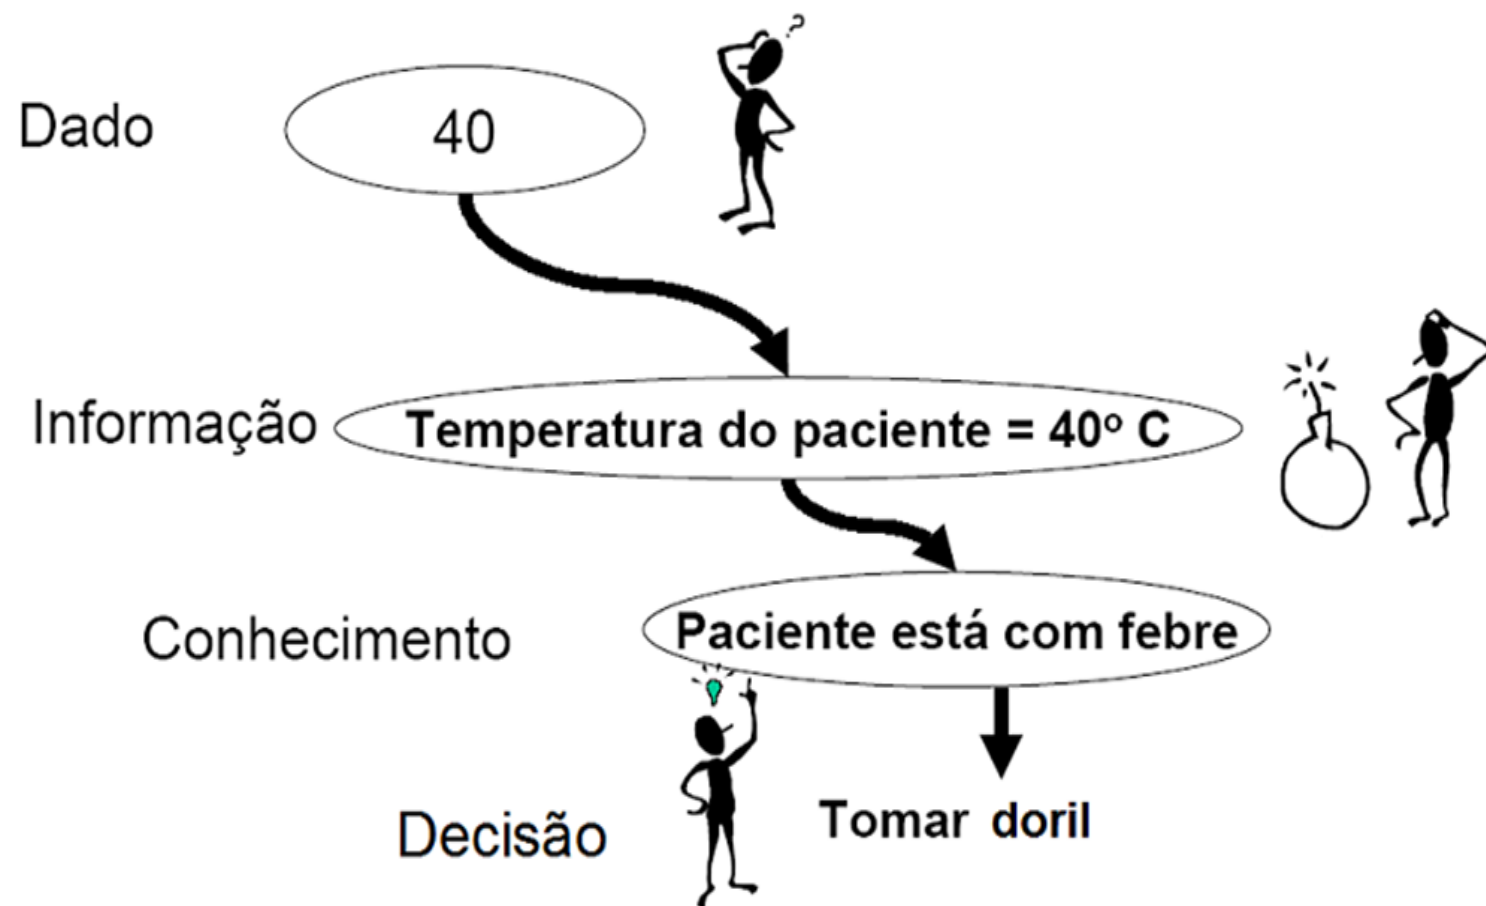 Dado
40
?
Informação
Temperatura do paciente = 40º C
Conhecimento
Paciente está com febre
Decisão
Tomar doril